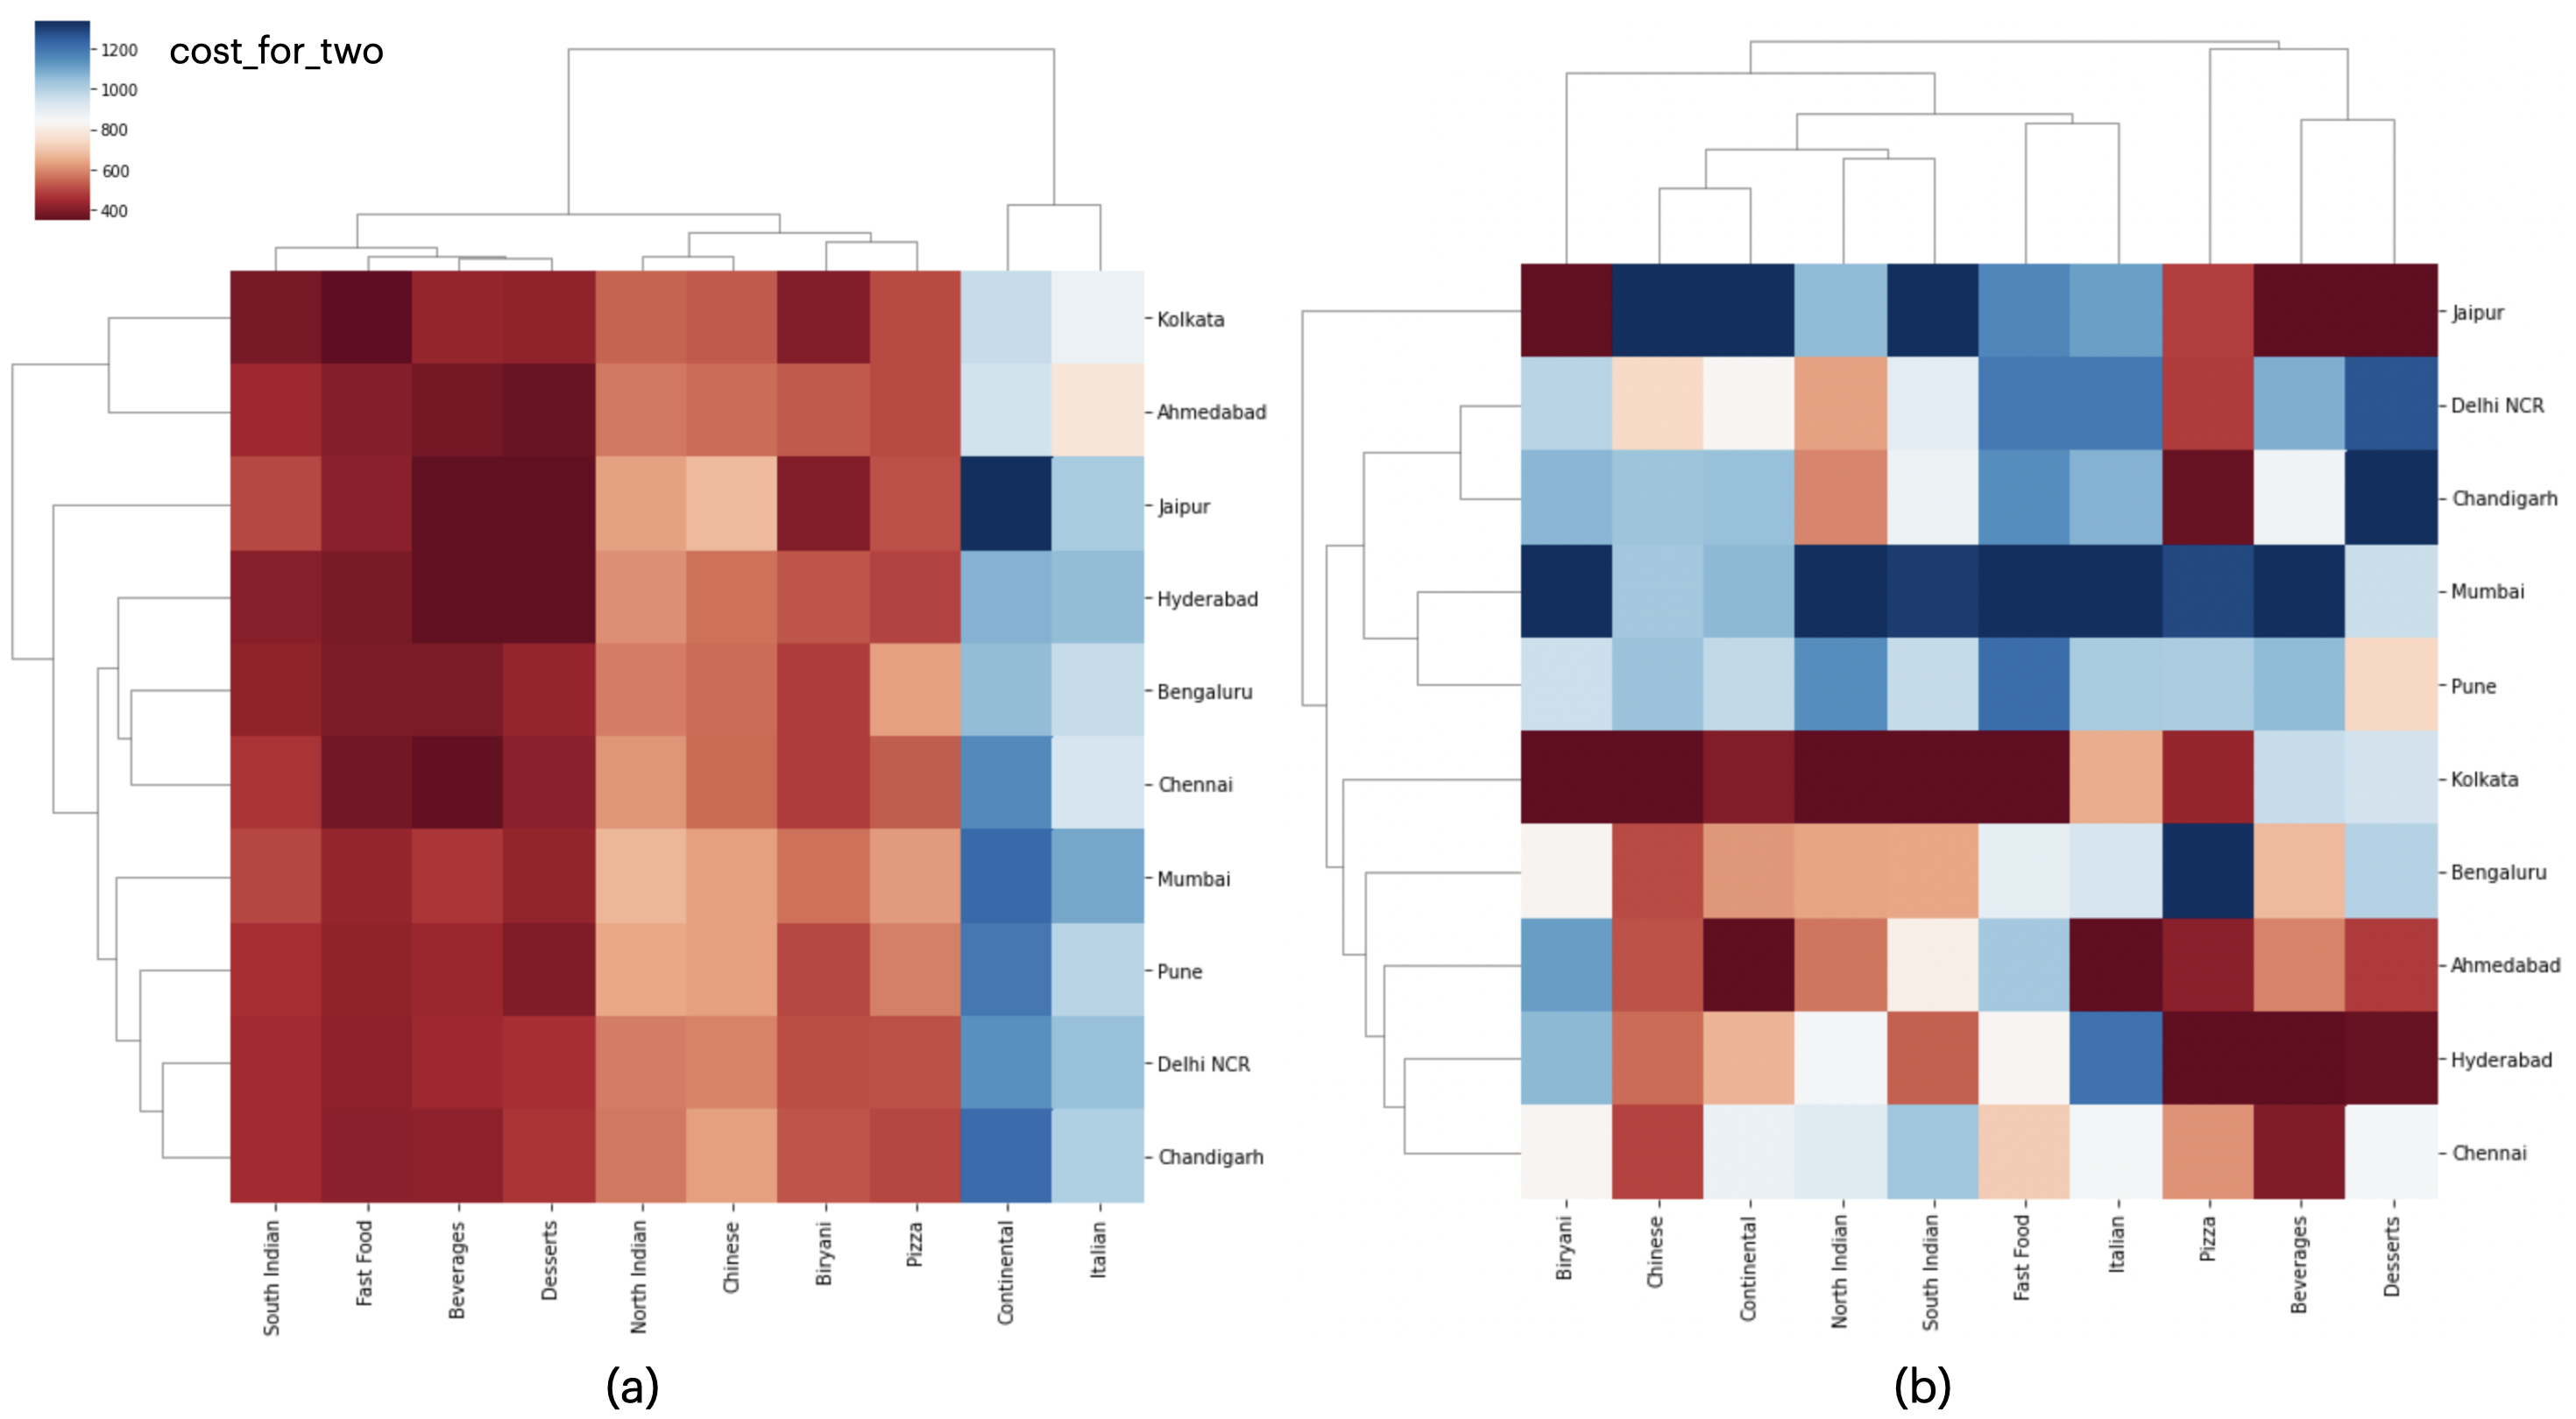 cost_for_two
1200
1000
800
600
400
Kolkata
Ahmedabad
Jaipur
Hyderabad
Bengaluru
Chennai
Mumbai
Pune
Delhi NCR
Chandigarh
South Indian
Fast Food
Beverages
Desserts
North Indian
Chinese
Biryani
Pizza
Continental
Italian
(a)
Jaipur
Delhi NCR
Chandigarh
Mumbai
Pune
Kolkata
Bengaluru
Ahmedabad
Hyderabad
Chennai
Biryani
Chinese
Continental
North Indian
South Indian
Fast Food
Italian
Pizza
Beverages
Desserts
(b)